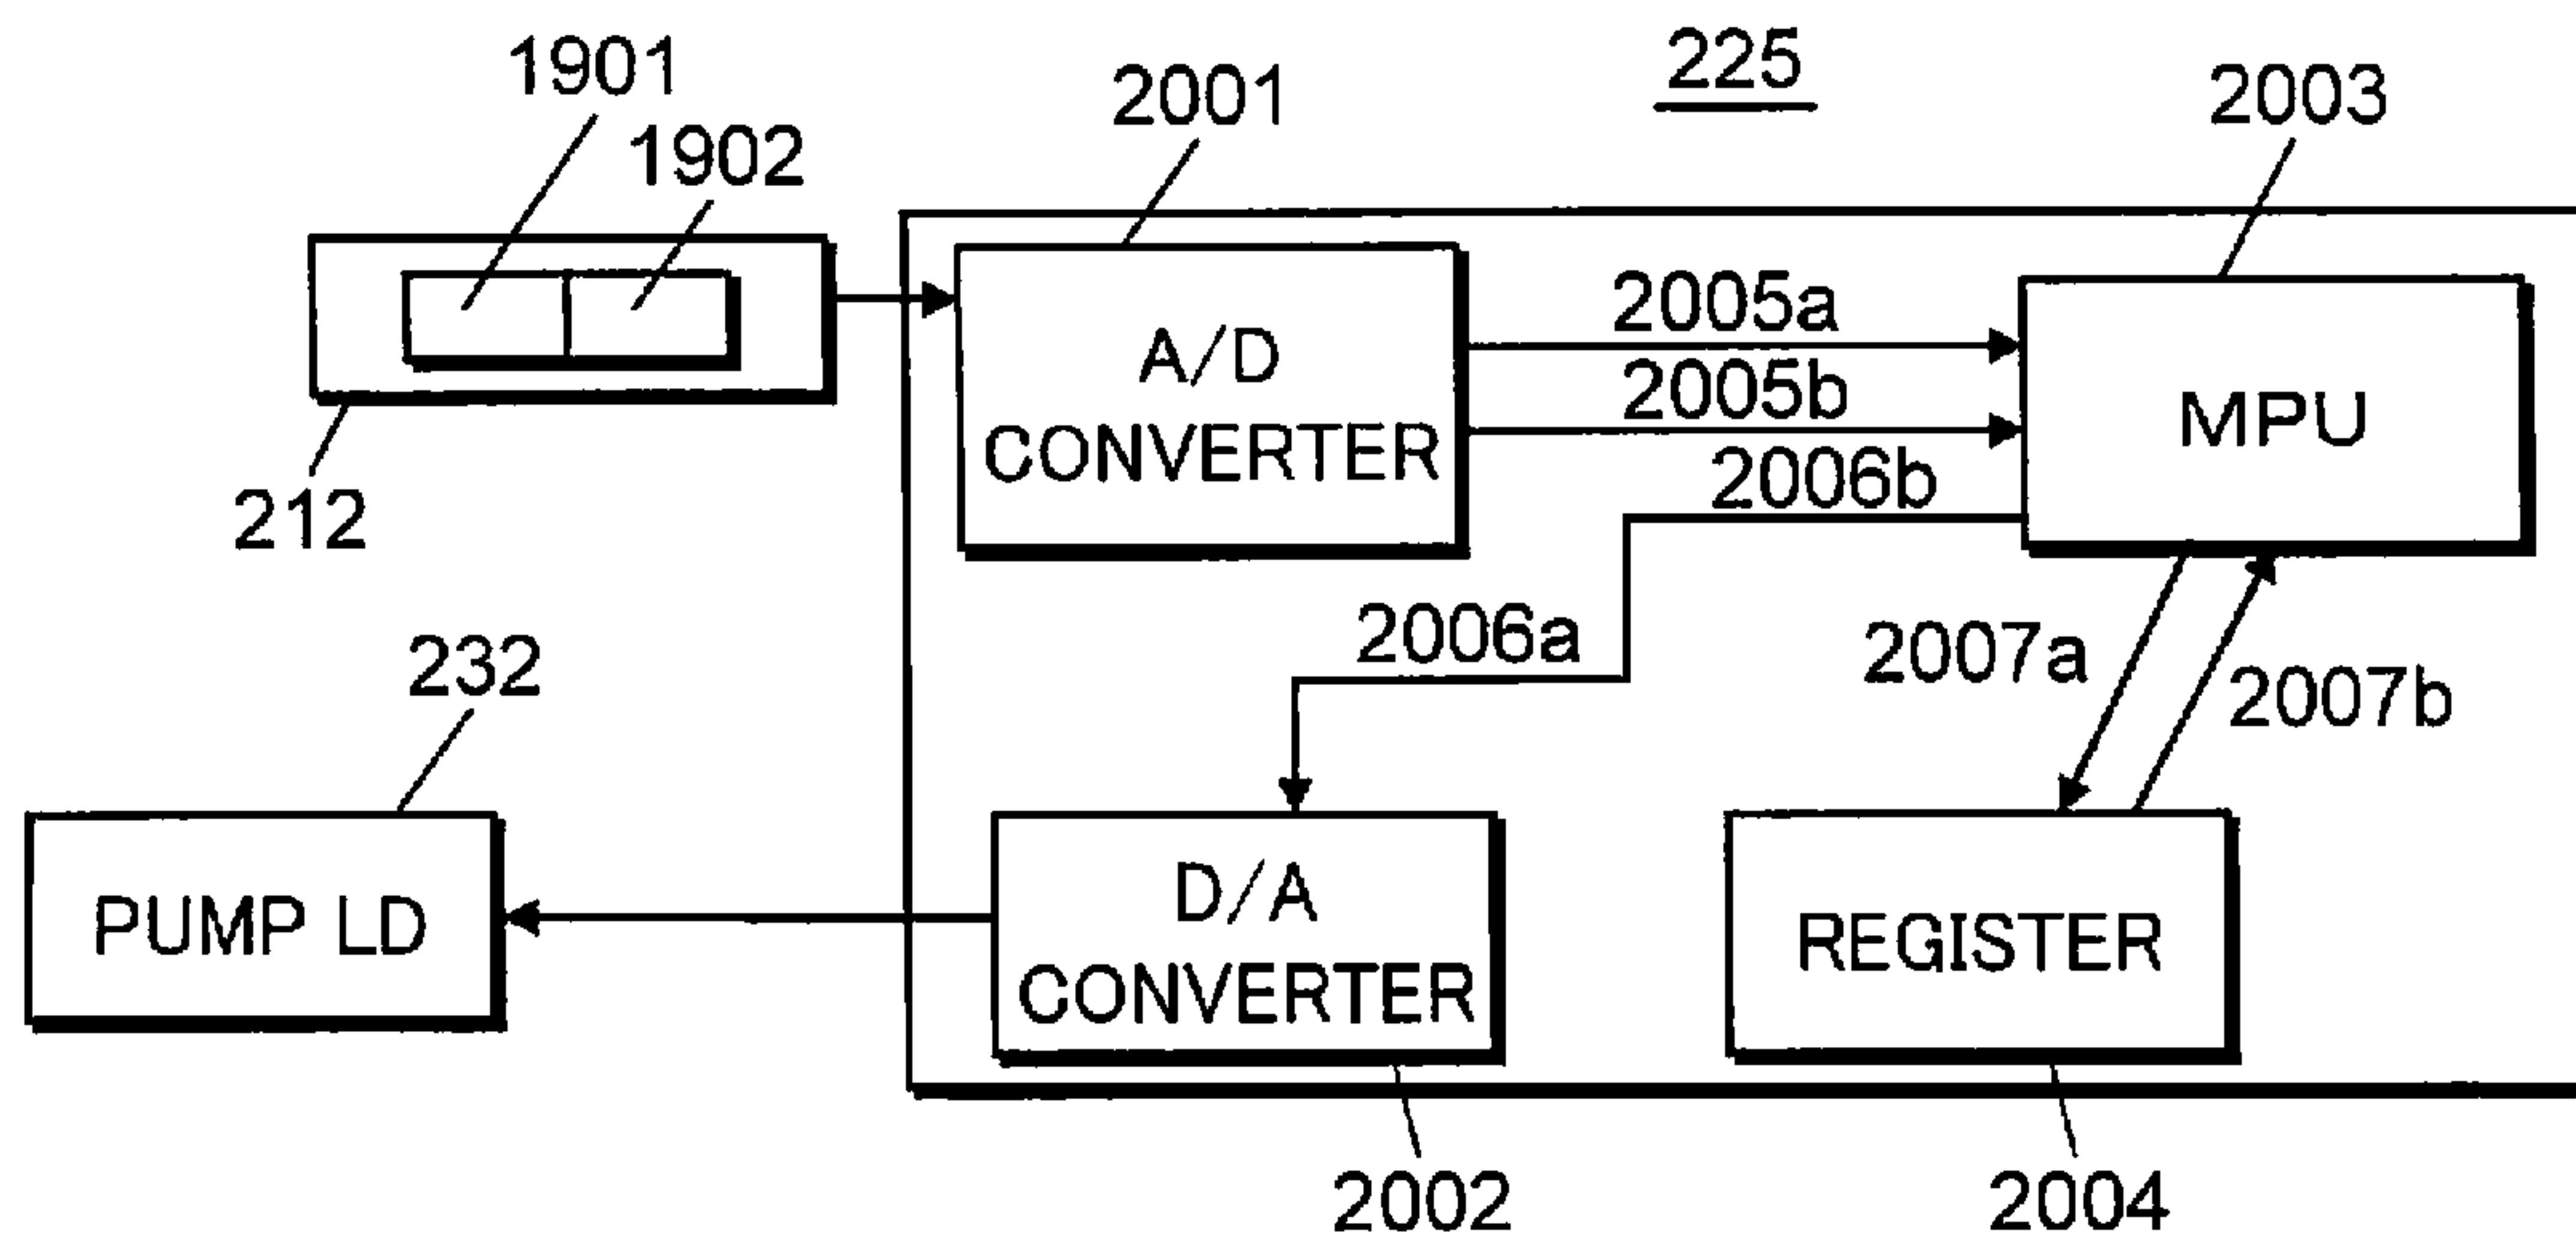 225
1901
2001
2003
1902
2005a
A/D
CONVERTER
2005b
MPU
2006b
212
2006a
2007a
232
2007b
PUMP LD
D/A
CONVERTER
REGISTER
2002
2004